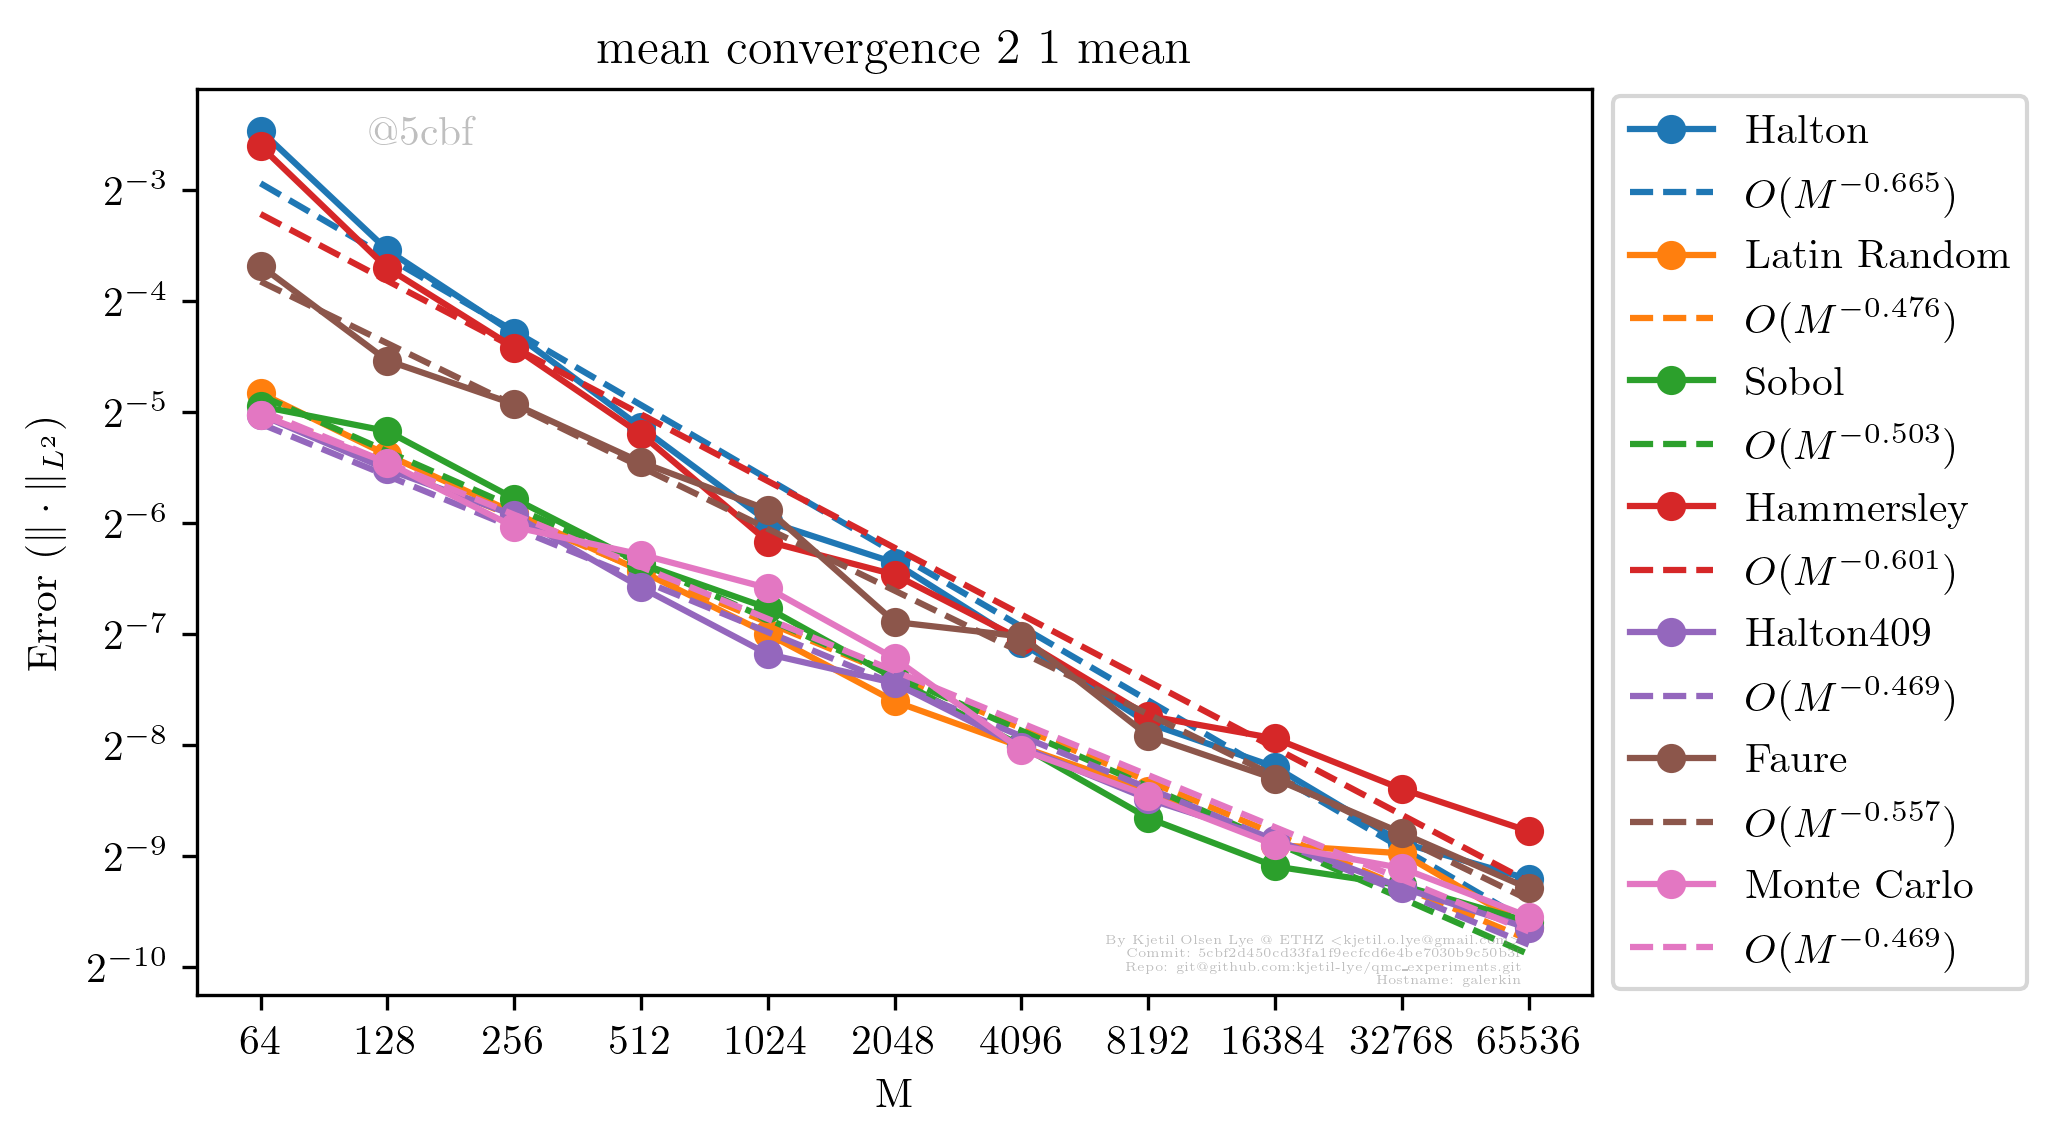 mean convergence 2 1 mean
@5cbf
2⁻³
2⁻⁴
2⁻⁵
2⁻⁶
2⁻⁷
2⁻⁸
2⁻⁹
2⁻¹⁰
Error (|| · ||_{L²})
64 128 256 512 1024 2048 4096 8192 16384 32768 65536
M
Halton
O(M^{−0.665})
Latin Random
O(M^{−0.476})
Sobol
O(M^{−0.503})
Hammersley
O(M^{−0.601})
Halton409
O(M^{−0.469})
Faure
O(M^{−0.557})
Monte Carlo
O(M^{−0.469})
By Kjetil Olsen Lye @ ETHZ
Commit:
Repo: git@github.com:kjetil-lye/qmc_experiments.git
Hostname: galerkin